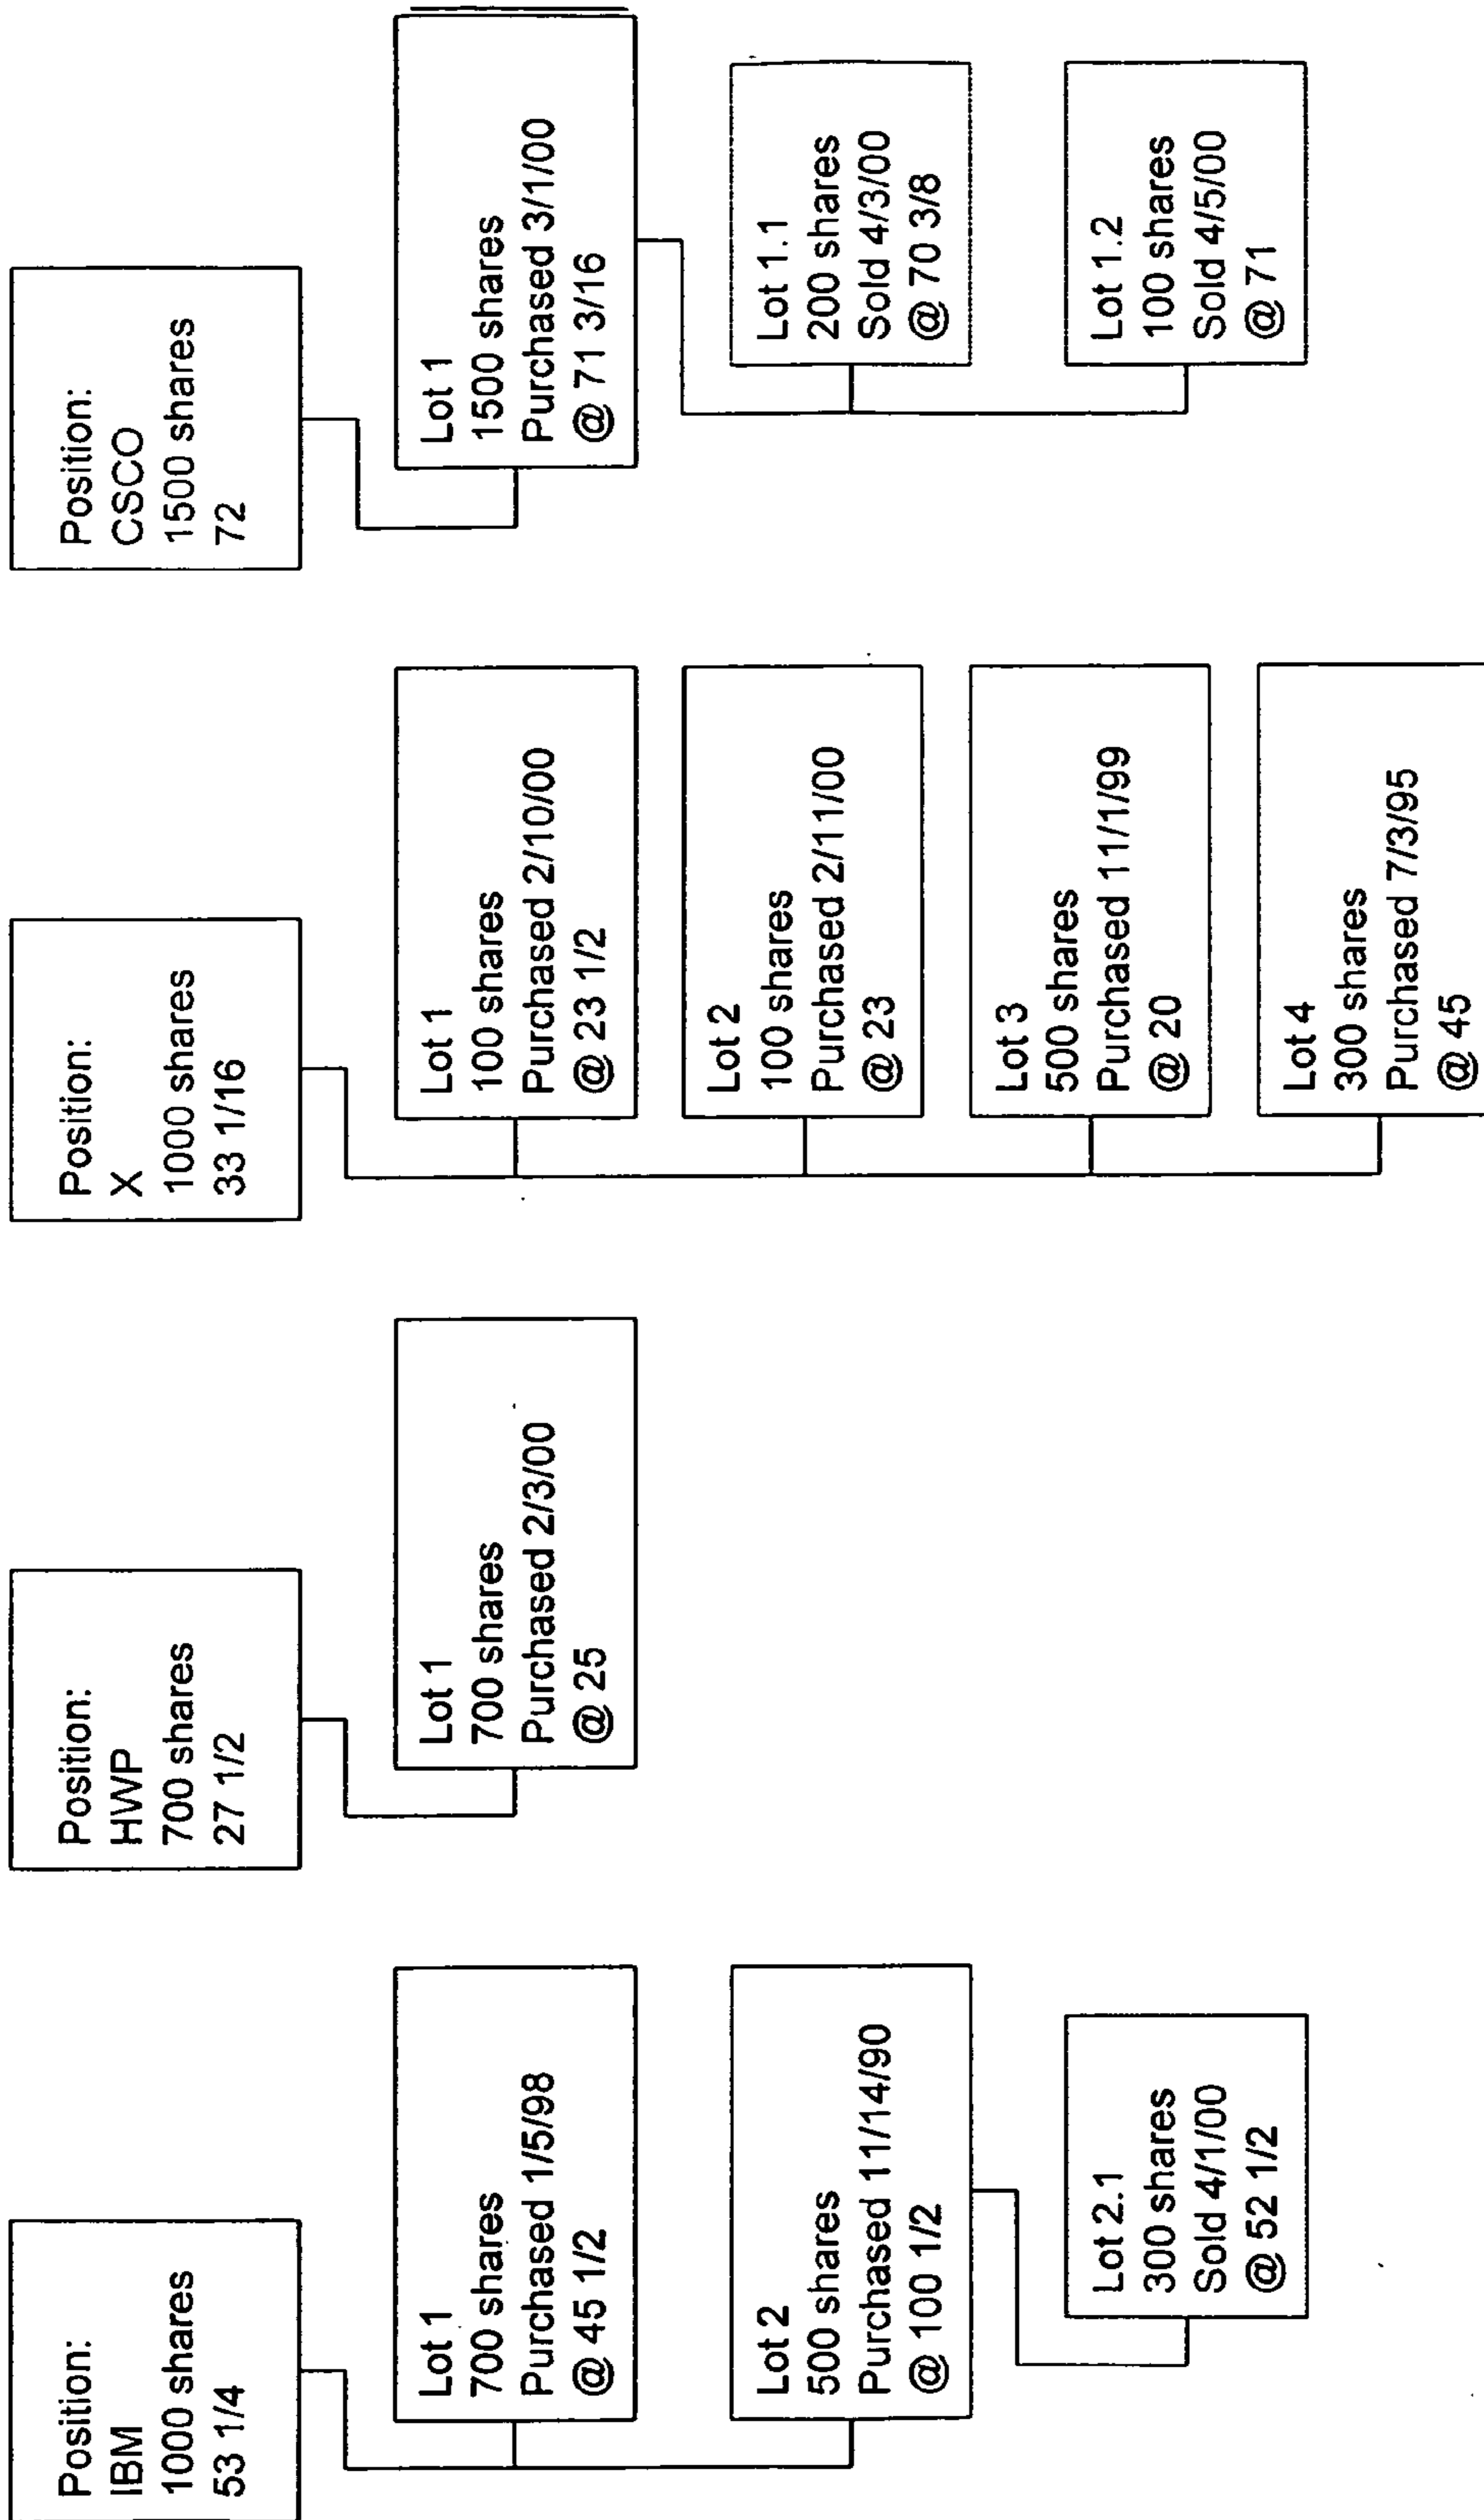 Position:
IBM
1000 shares
53 1/4
Lot 1
700 shares
Purchased 1/5/98
@ 45 1/2
Lot 2
500 shares
Purchased 11/14/90
@ 100 1/2
Lot 2.1
300 shares
Sold 4/1/00
@ 52 1/2
Position:
HWP
700 shares
27 1/2
Lot 1
700 shares
Purchased 2/3/00
@ 25
Position:
X
1000 shares
33 1/16
Lot 1
100 shares
Purchased 2/10/00
@ 23 1/2
Lot 2
100 shares
Purchased 2/11/00
@ 23
Lot 3
500 shares
Purchased 11/1/99
@ 20
Lot 4
300 shares
Purchased 7/3/95
@ 45
Position:
CSCO
1500 shares
72
Lot 1
1500 shares
Purchased 3/1/00
@ 71 3/16
Lot 1.1
200 shares
Sold 4/3/00
@ 70 3/8
Lot 1.2
100 shares
Sold 4/5/00
@ 71